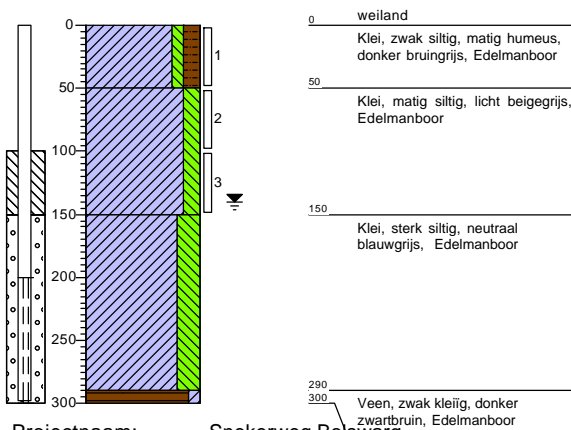 0
50
100
150
200
250
300
1
2
3
0
weiland
Klei, zwak siltig, matig humeus,
donker bruingrijs, Edelmanboor
50
Klei, matig siltig, licht beigegrijs,
Edelmanboor
150
Klei, sterk siltig, neutraal
blauwgrijs, Edelmanboor
290
300
Veen, zwak kleiïg, donker
zwartbruin, Edelmanboor
Projectnaam: